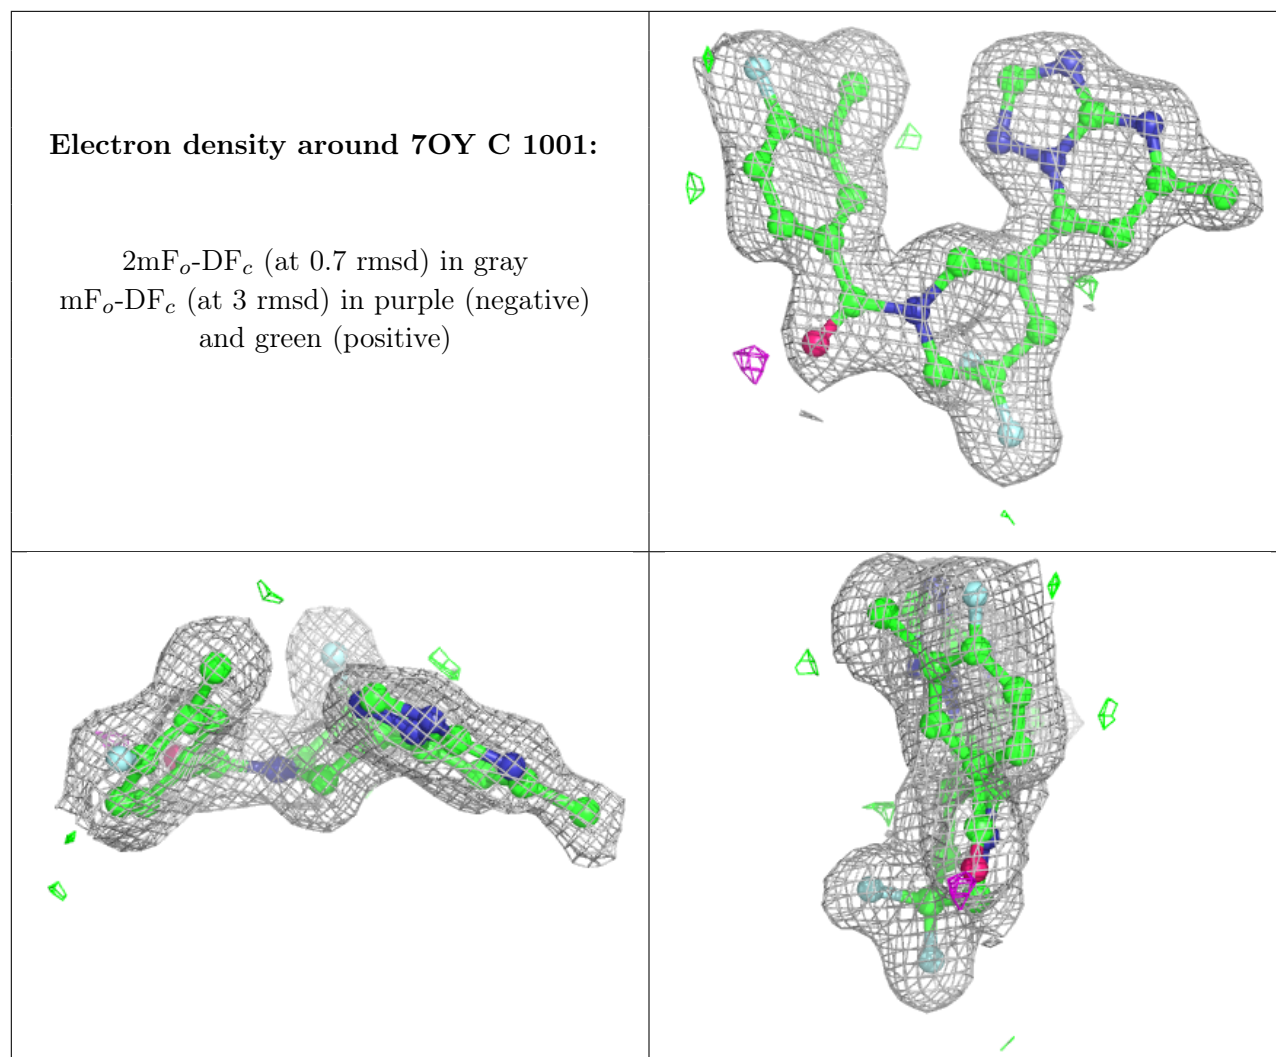 Electron density around 7OY C 1001:
2mFo-DFc (at 0.7 rmsd) in gray
mFo-DFc (at 3 rmsd) in purple (negative)
and green (positive)